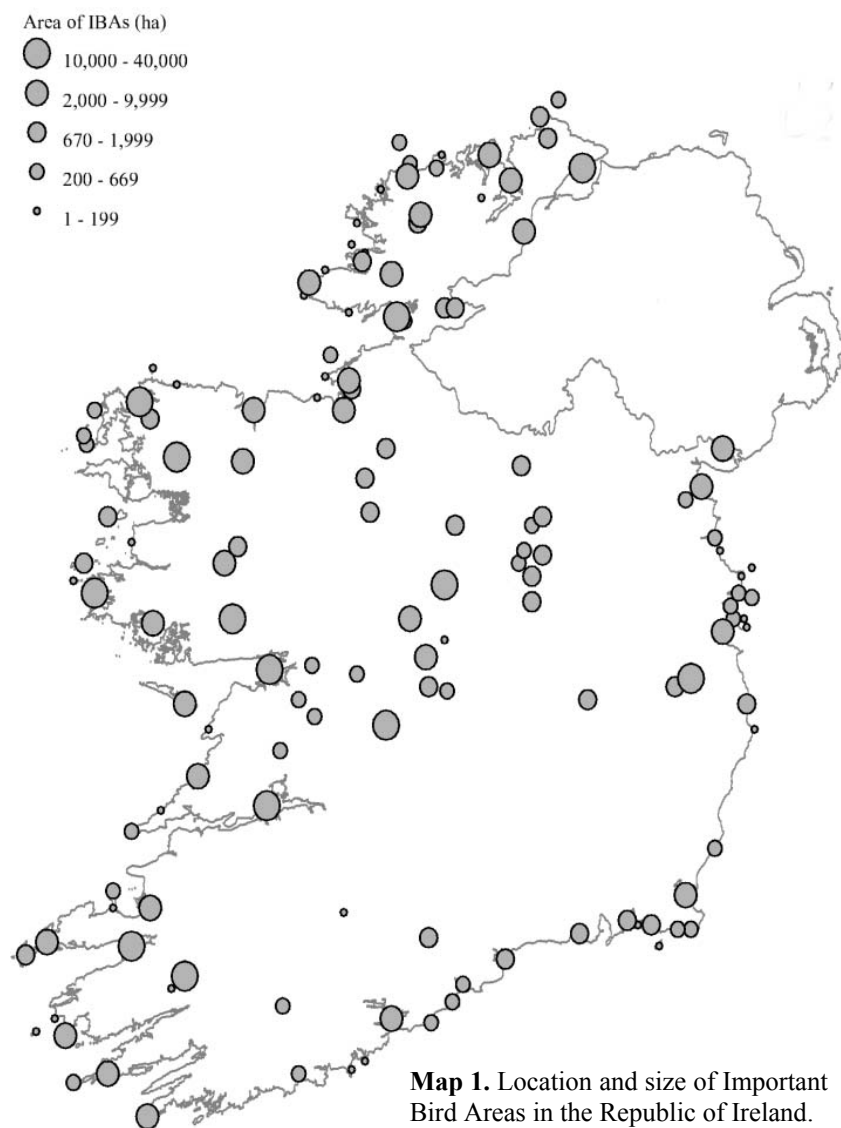 Area of IBAs (ha)
10,000 - 40,000
2,000 - 9,999
670 - 1,999
200 - 669
1 - 199
Map 1. Location and size of Important
Bird Areas in the Republic of Ireland.